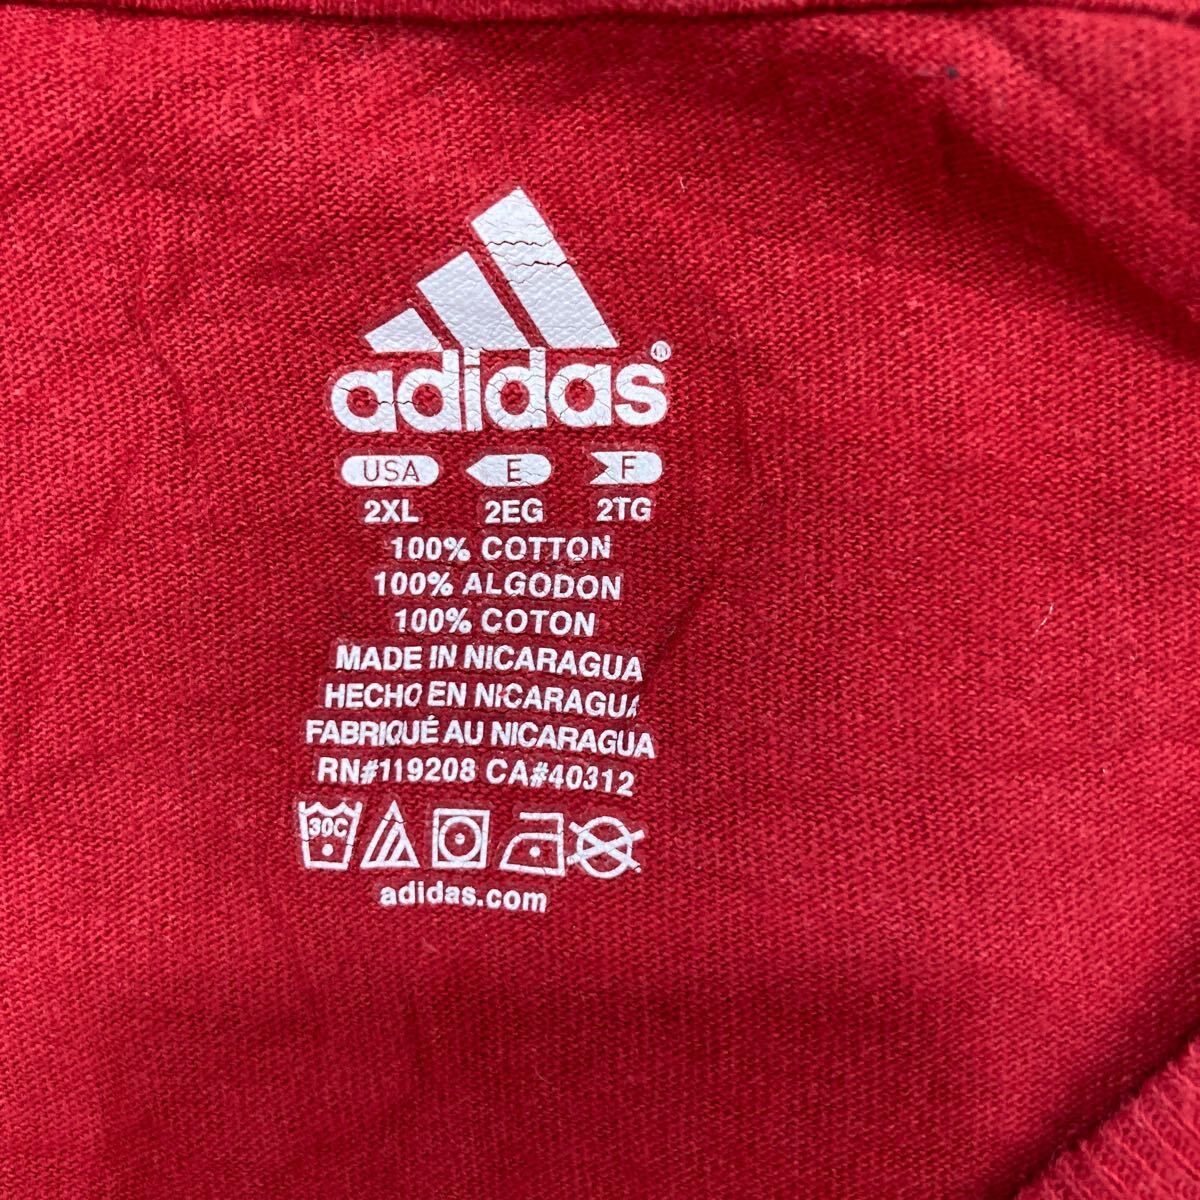 adidas®
USA E F
2XL 2EG 2TG
100% COTTON
100% ALGODON
100% COTON
MADE IN NICARAGUA
HECHO EN NICARAGUA
FABRIQUÉ AU NICARAGUA
RN#119208 CA#40312
30C
adidas.com